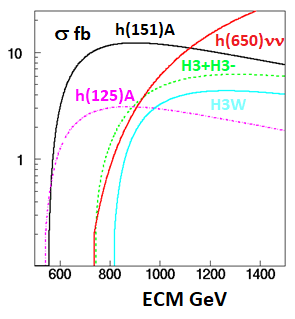 σ fb
h(151)A
h(650)νν
10
H3+H3-
h(125)A
H3W
1
600
800
1000
1200
1400
ECM GeV